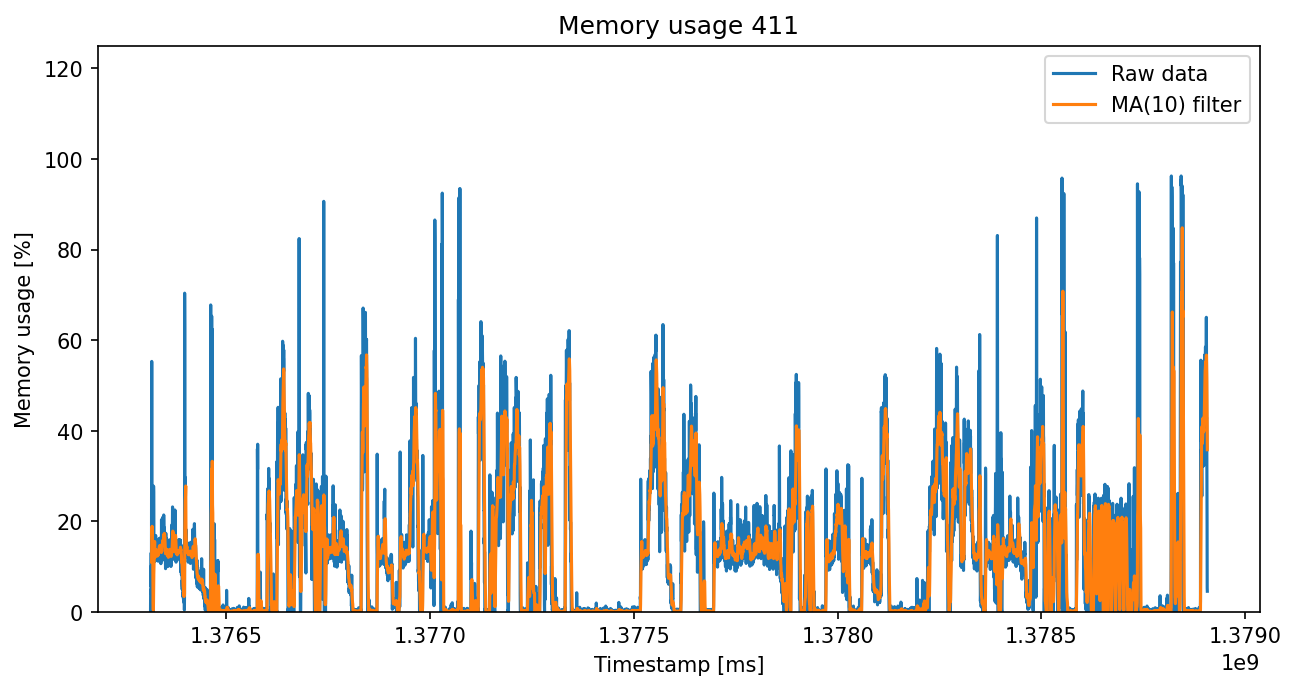 Memory usage 411
Raw data
MA(10) filter
Memory usage [%]
120
100
80
60
40
20
0
1.3765 1.3770 1.3775 1.3780 1.3785 1.3790
1e9
Timestamp [ms]